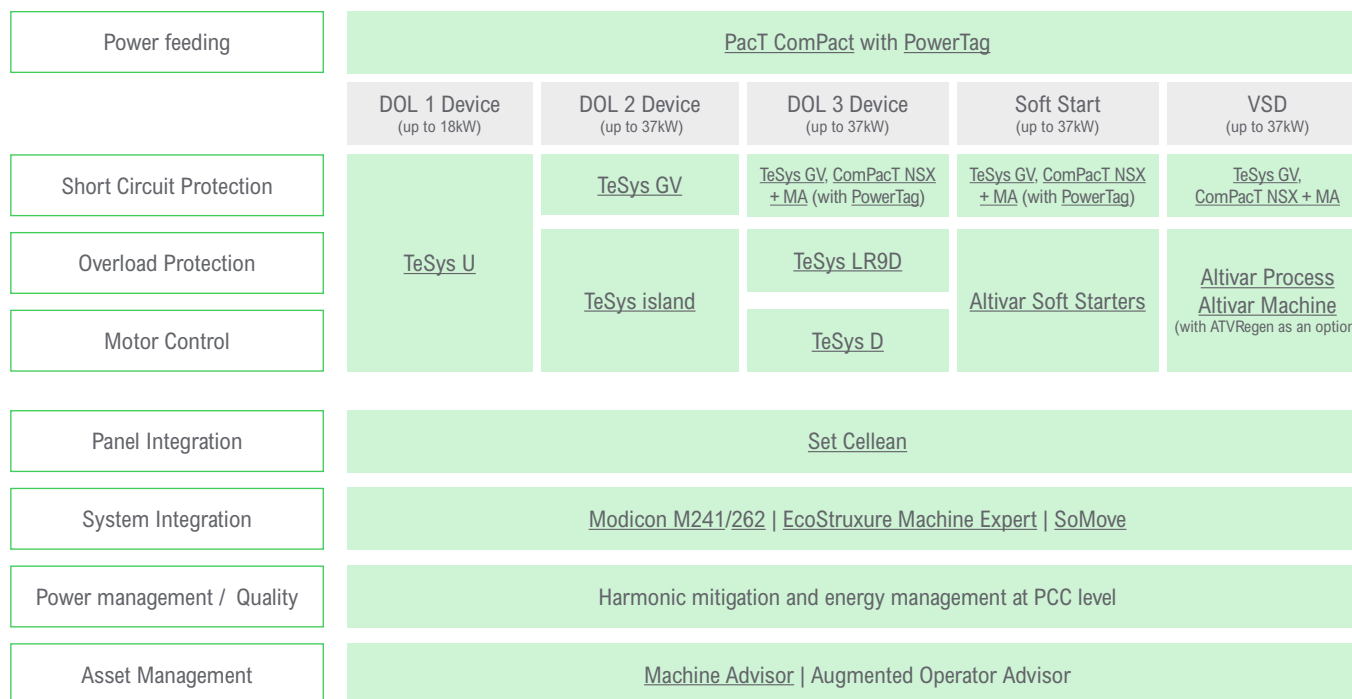 Power feeding
PacT ComPact with PowerTag
DOL 1 Device
(up to 18kW)
DOL 2 Device
(up to 37kW)
DOL 3 Device
(up to 37kW)
Soft Start
(up to 37kW)
VSD
(up to 37kW)
Short Circuit Protection
TeSys GV
TeSys GV, ComPacT NSX
+ MA (with PowerTag)
TeSys GV, ComPacT NSX
+ MA (with PowerTag)
TeSys GV,
ComPacT NSX + MA
Overload Protection
TeSys U
TeSys island
TeSys LR9D
Altivar Soft Starters
Altivar Process
Altivar Machine
(with ATVRegen as an option
Motor Control
TeSys D
Panel Integration
Set Cellean
System Integration
Modicon M241/262 | EcoStruxure Machine Expert | SoMove
Power management / Quality
Harmonic mitigation and energy management at PCC level
Asset Management
Machine Advisor | Augmented Operator Advisor